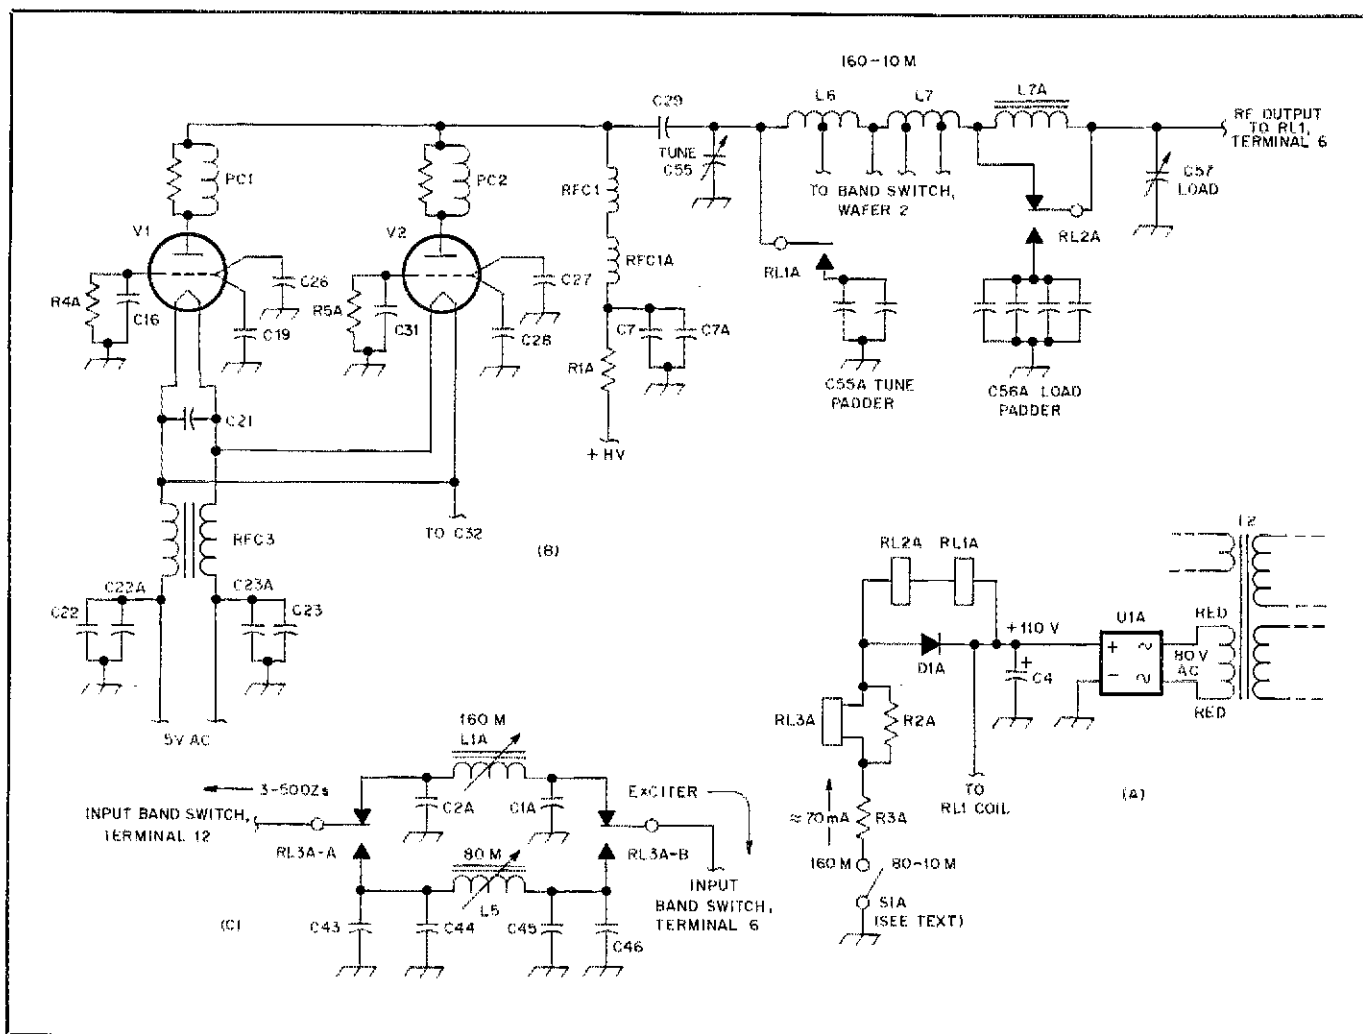 160-10 M
L6
L7
L7A
C29
RF OUTPUT
TO RL1,
TERMINAL 6
TUNE
C55
PC1
PC2
RFC1
TO BAND SWITCH,
WAFER 2
C57
LOAD
V1
V2
RL2A
RFC1A
RL1A
C26
C27
R4A
C16
R5A
C31
C19
C28
C7
C7A
R1A
C55A TUNE
PADDER
C56A LOAD
PADDER
C21
+HV
TO C32
(B)
RFC3
T2
RL2A
RL1A
C22A
C23A
C22
C23
+110 V
U1A
RED
80 V
AC
RED
+
-
+
C4
D1A
RL3A
R2A
5V AC
160 M
L1A
TO
RL1 COIL
(A)
3-500Zs
INPUT BAND SWITCH,
TERMINAL 12
C2A
C1A
EXCITER
≈70mA
R3A
RL3A-A
80 M
RL3A-B
160 M
80-10 M
L5
INPUT
BAND SWITCH,
TERMINAL 6
S1A
(SEE TEXT)
(C)
C43
C44
C45
C46